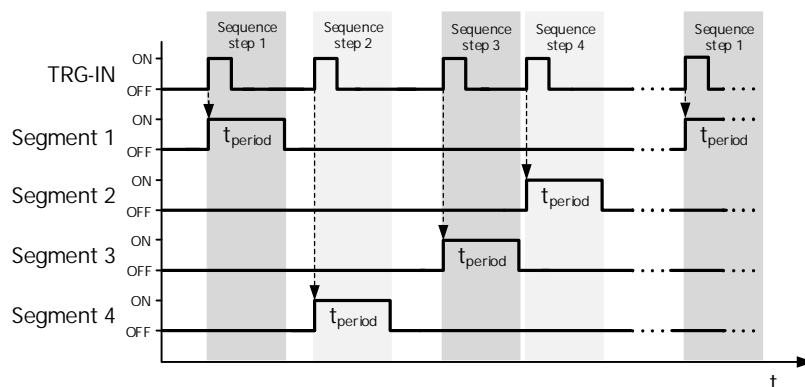 Sequence step 1
Sequence step 2
Sequence step 3
Sequence step 4
Sequence step 1
TRG-IN
ON
OFF
Segment 1
ON
OFF
tperiod
tperiod
Segment 2
ON
OFF
tperiod
Segment 3
ON
OFF
tperiod
Segment 4
ON
OFF
tperiod
t